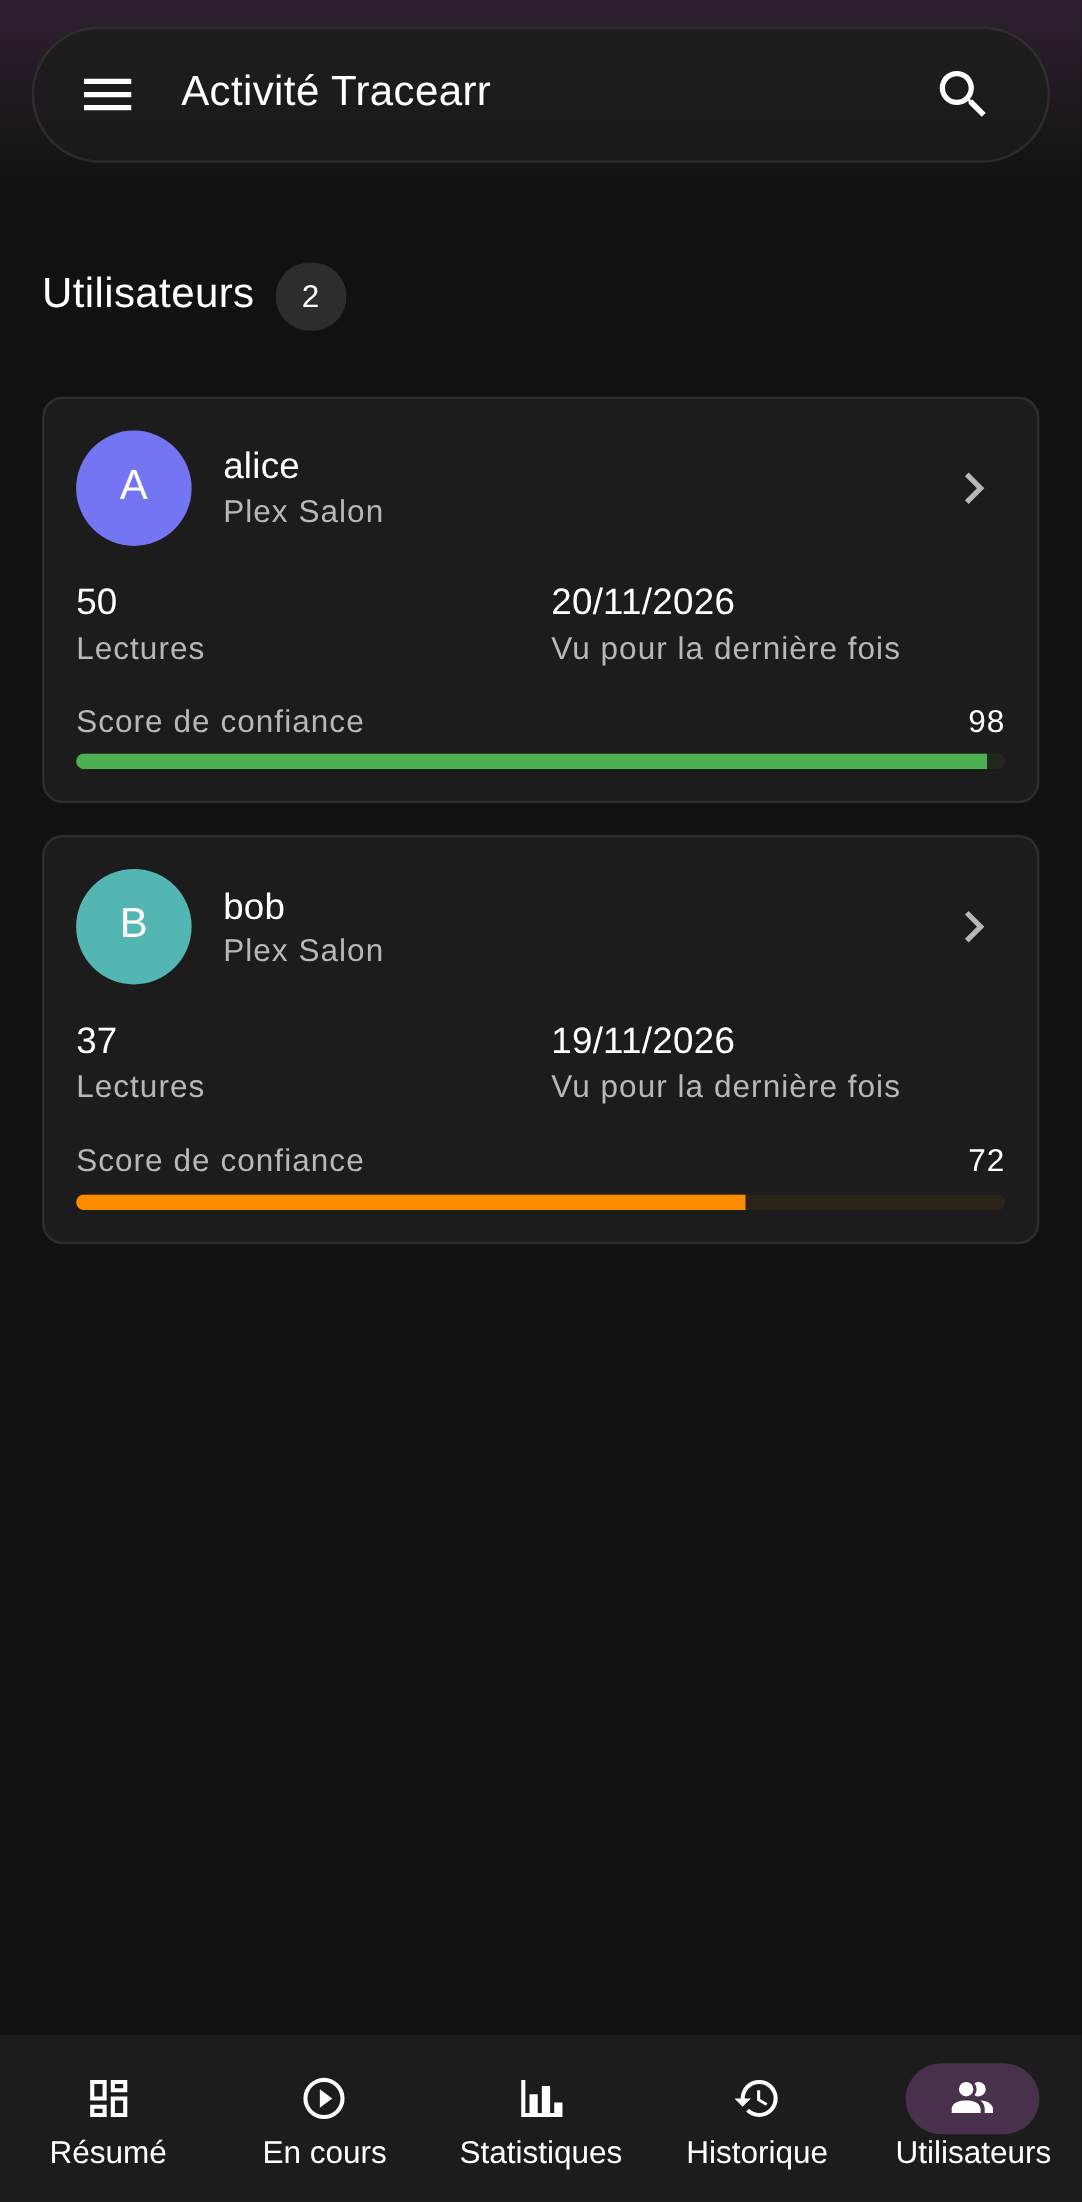 Activité Tracearr
Utilisateurs 2
A
alice
Plex Salon
50
Lectures
20/11/2026
Vu pour la dernière fois
Score de confiance 98
B
bob
Plex Salon
37
Lectures
19/11/2026
Vu pour la dernière fois
Score de confiance 72
Résumé
En cours
Statistiques
Historique
Utilisateurs